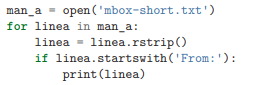 man_a = open('mbox-short.txt')
for linea in man_a:
    linea = linea.rstrip()
    if linea.startswith('From:'):
        print(linea)